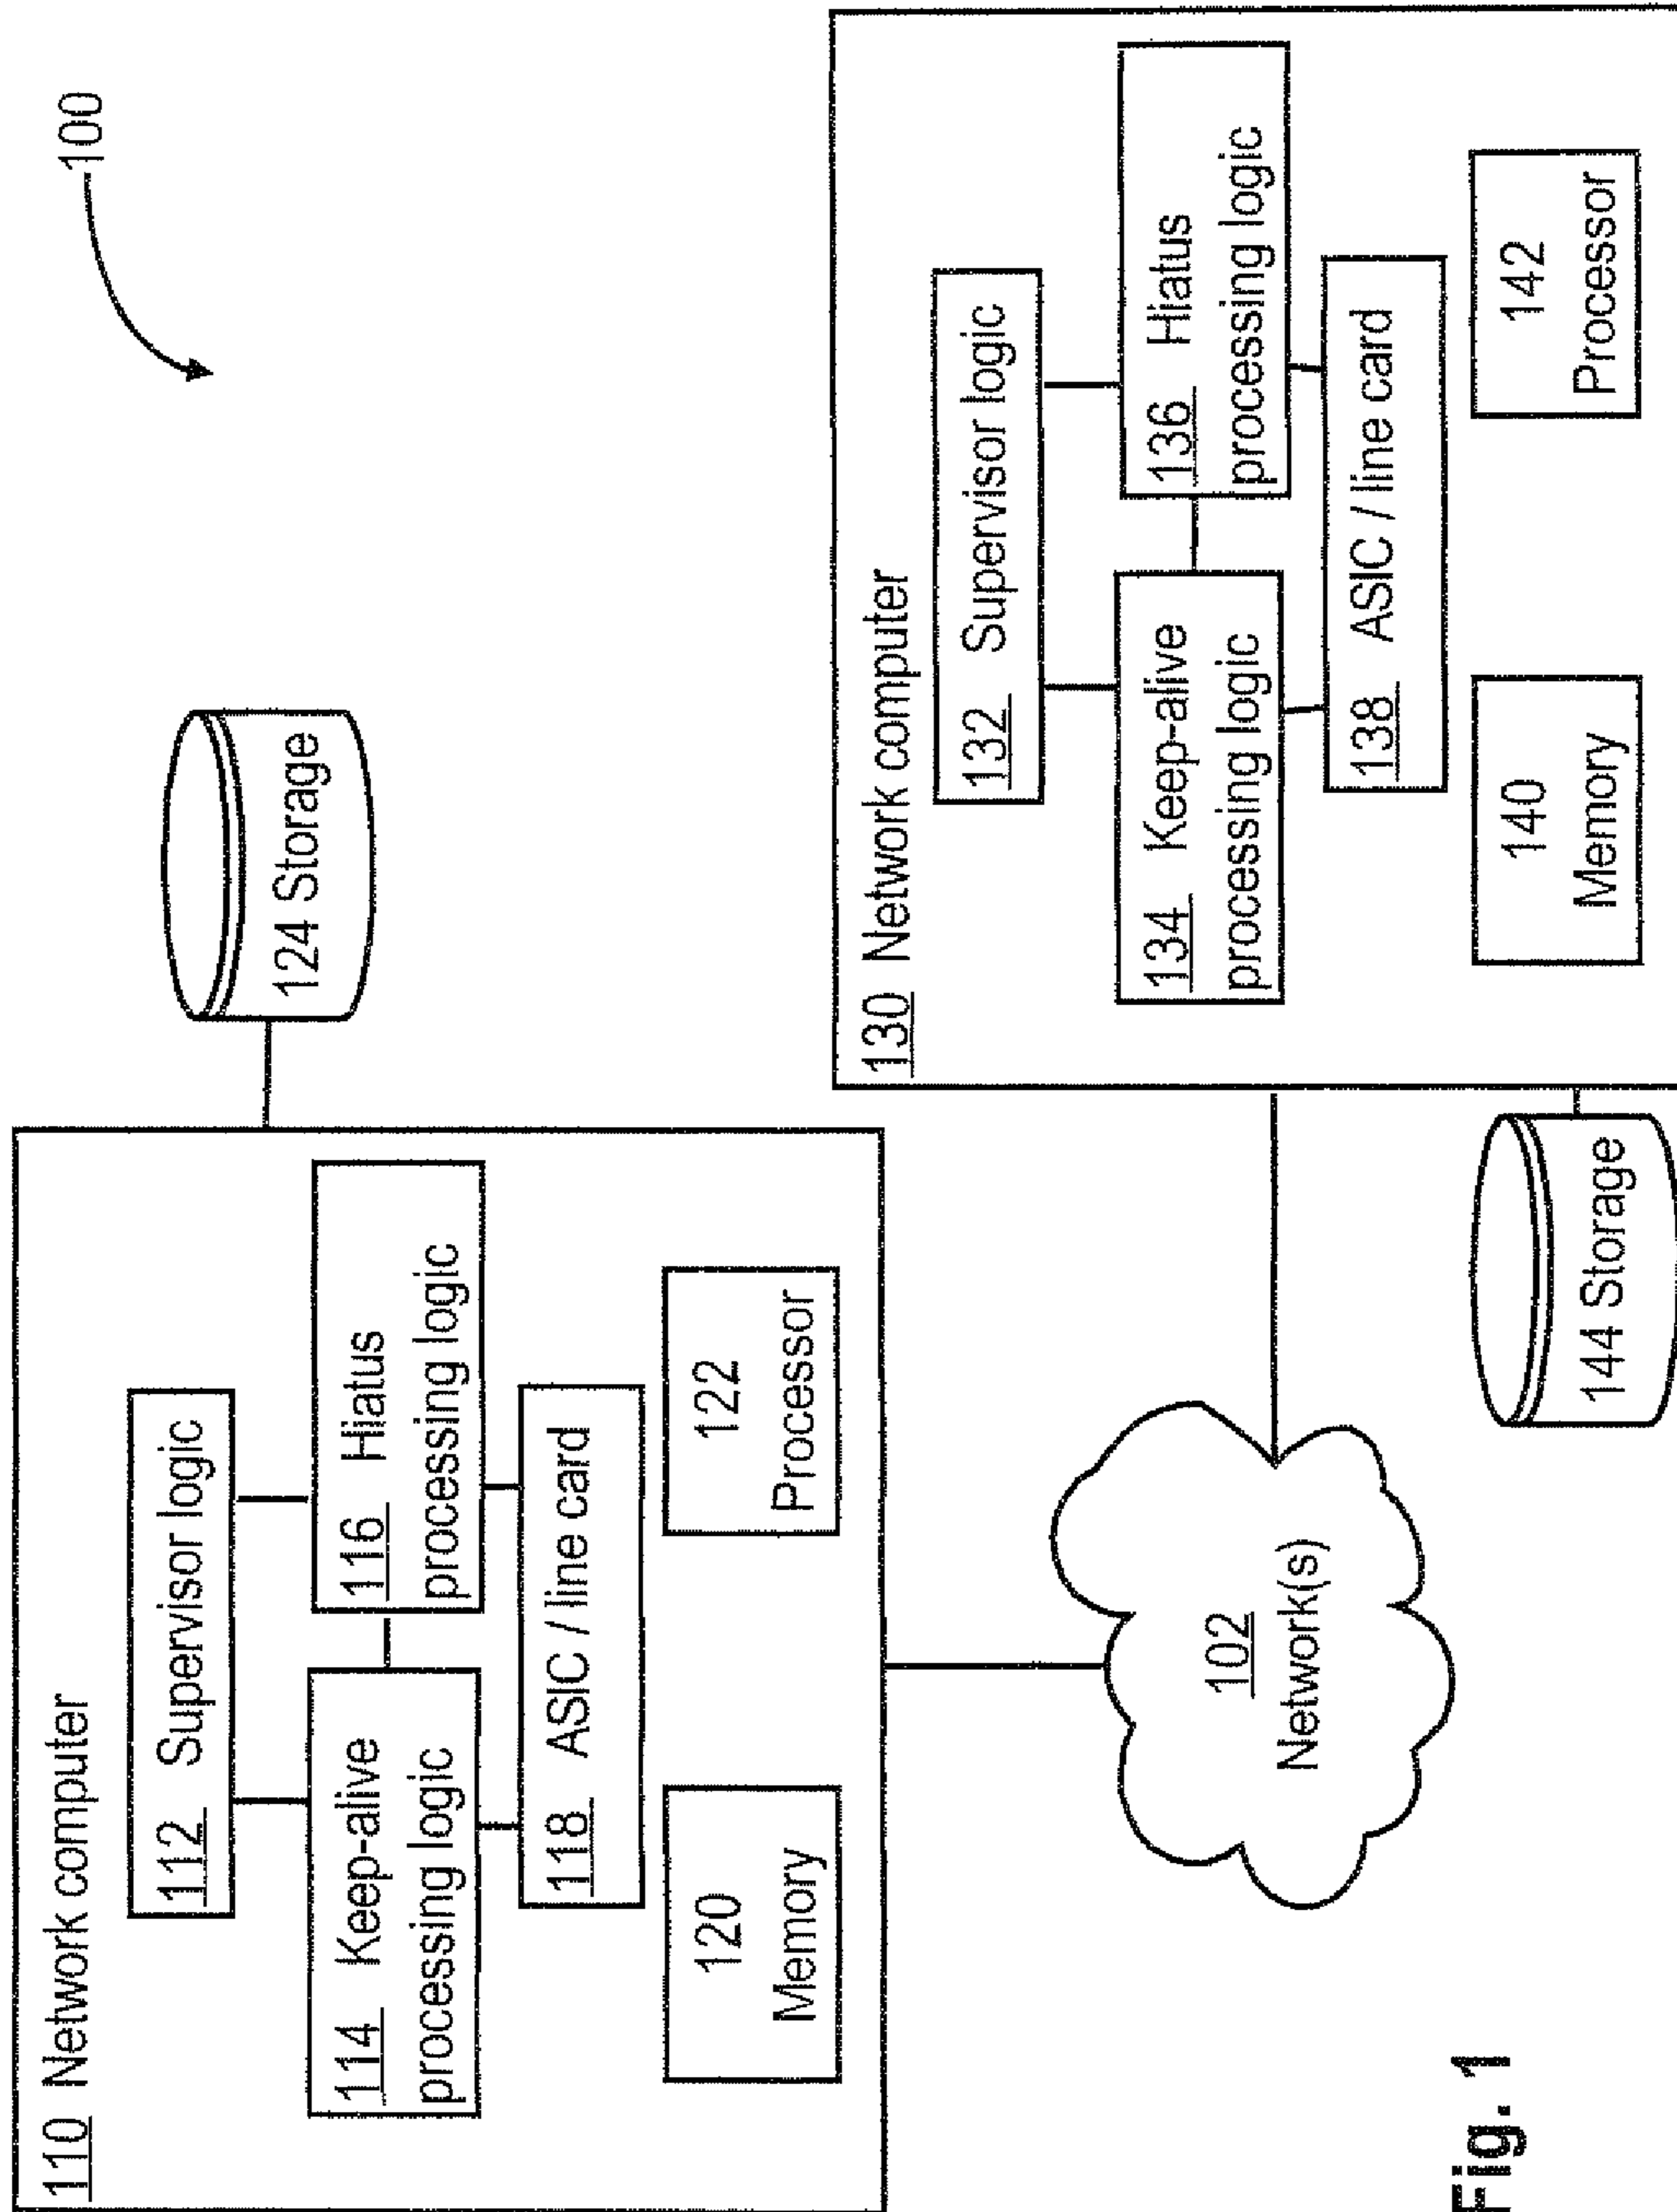 100
110 Network computer
112 Supervisor logic
114 Keep-alive
processing logic
116 Hiatus
processing logic
118 ASIC / line card
120
Memory
122
Processor
124 Storage
102
Network(s)
130 Network computer
132 Supervisor logic
134 Keep-alive
processing logic
136 Hiatus
processing logic
138 ASIC / line card
140
Memory
142
Processor
144 Storage
Fig. 1